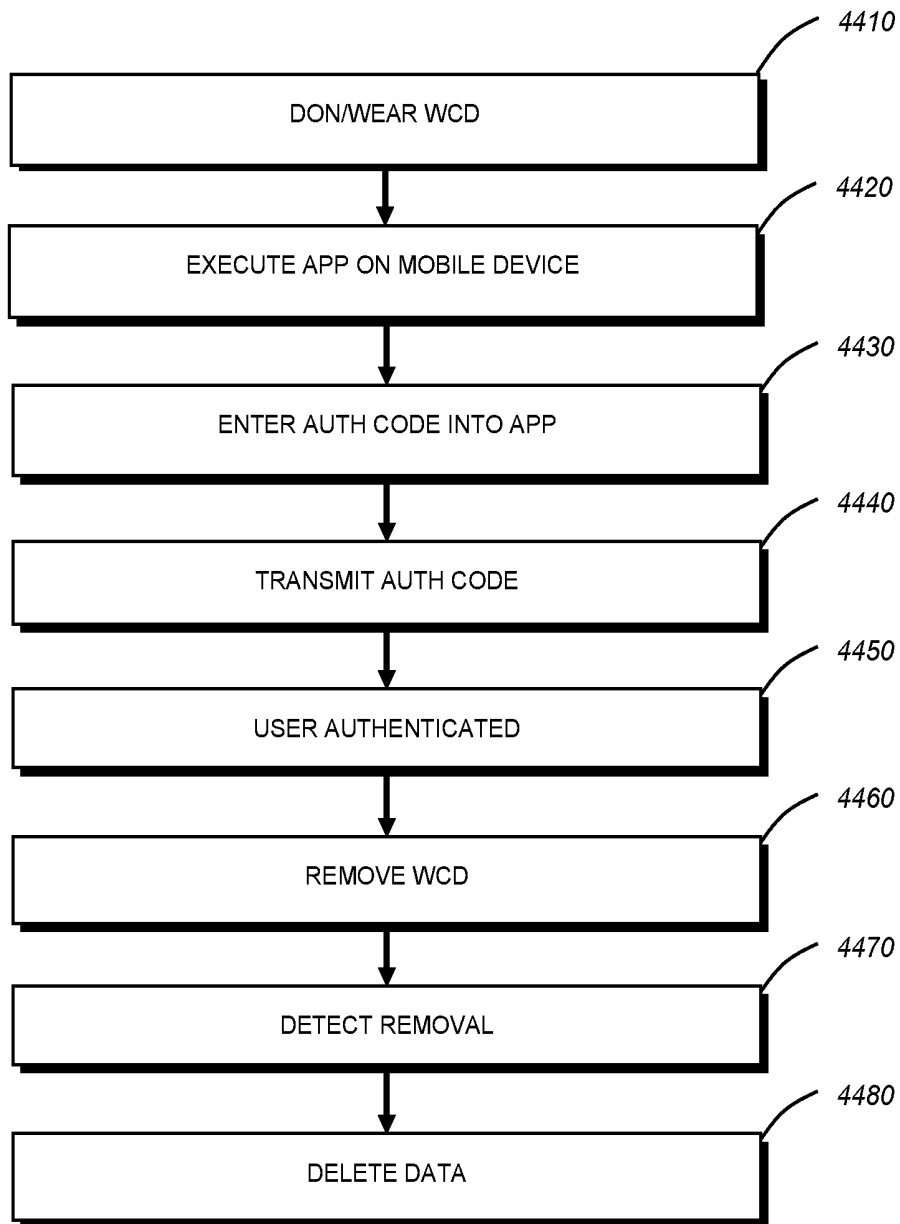 4410
DON/WEAR WCD
4420
EXECUTE APP ON MOBILE DEVICE
4430
ENTER AUTH CODE INTO APP
4440
TRANSMIT AUTH CODE
4450
USER AUTHENTICATED
4460
REMOVE WCD
4470
DETECT REMOVAL
4480
DELETE DATA